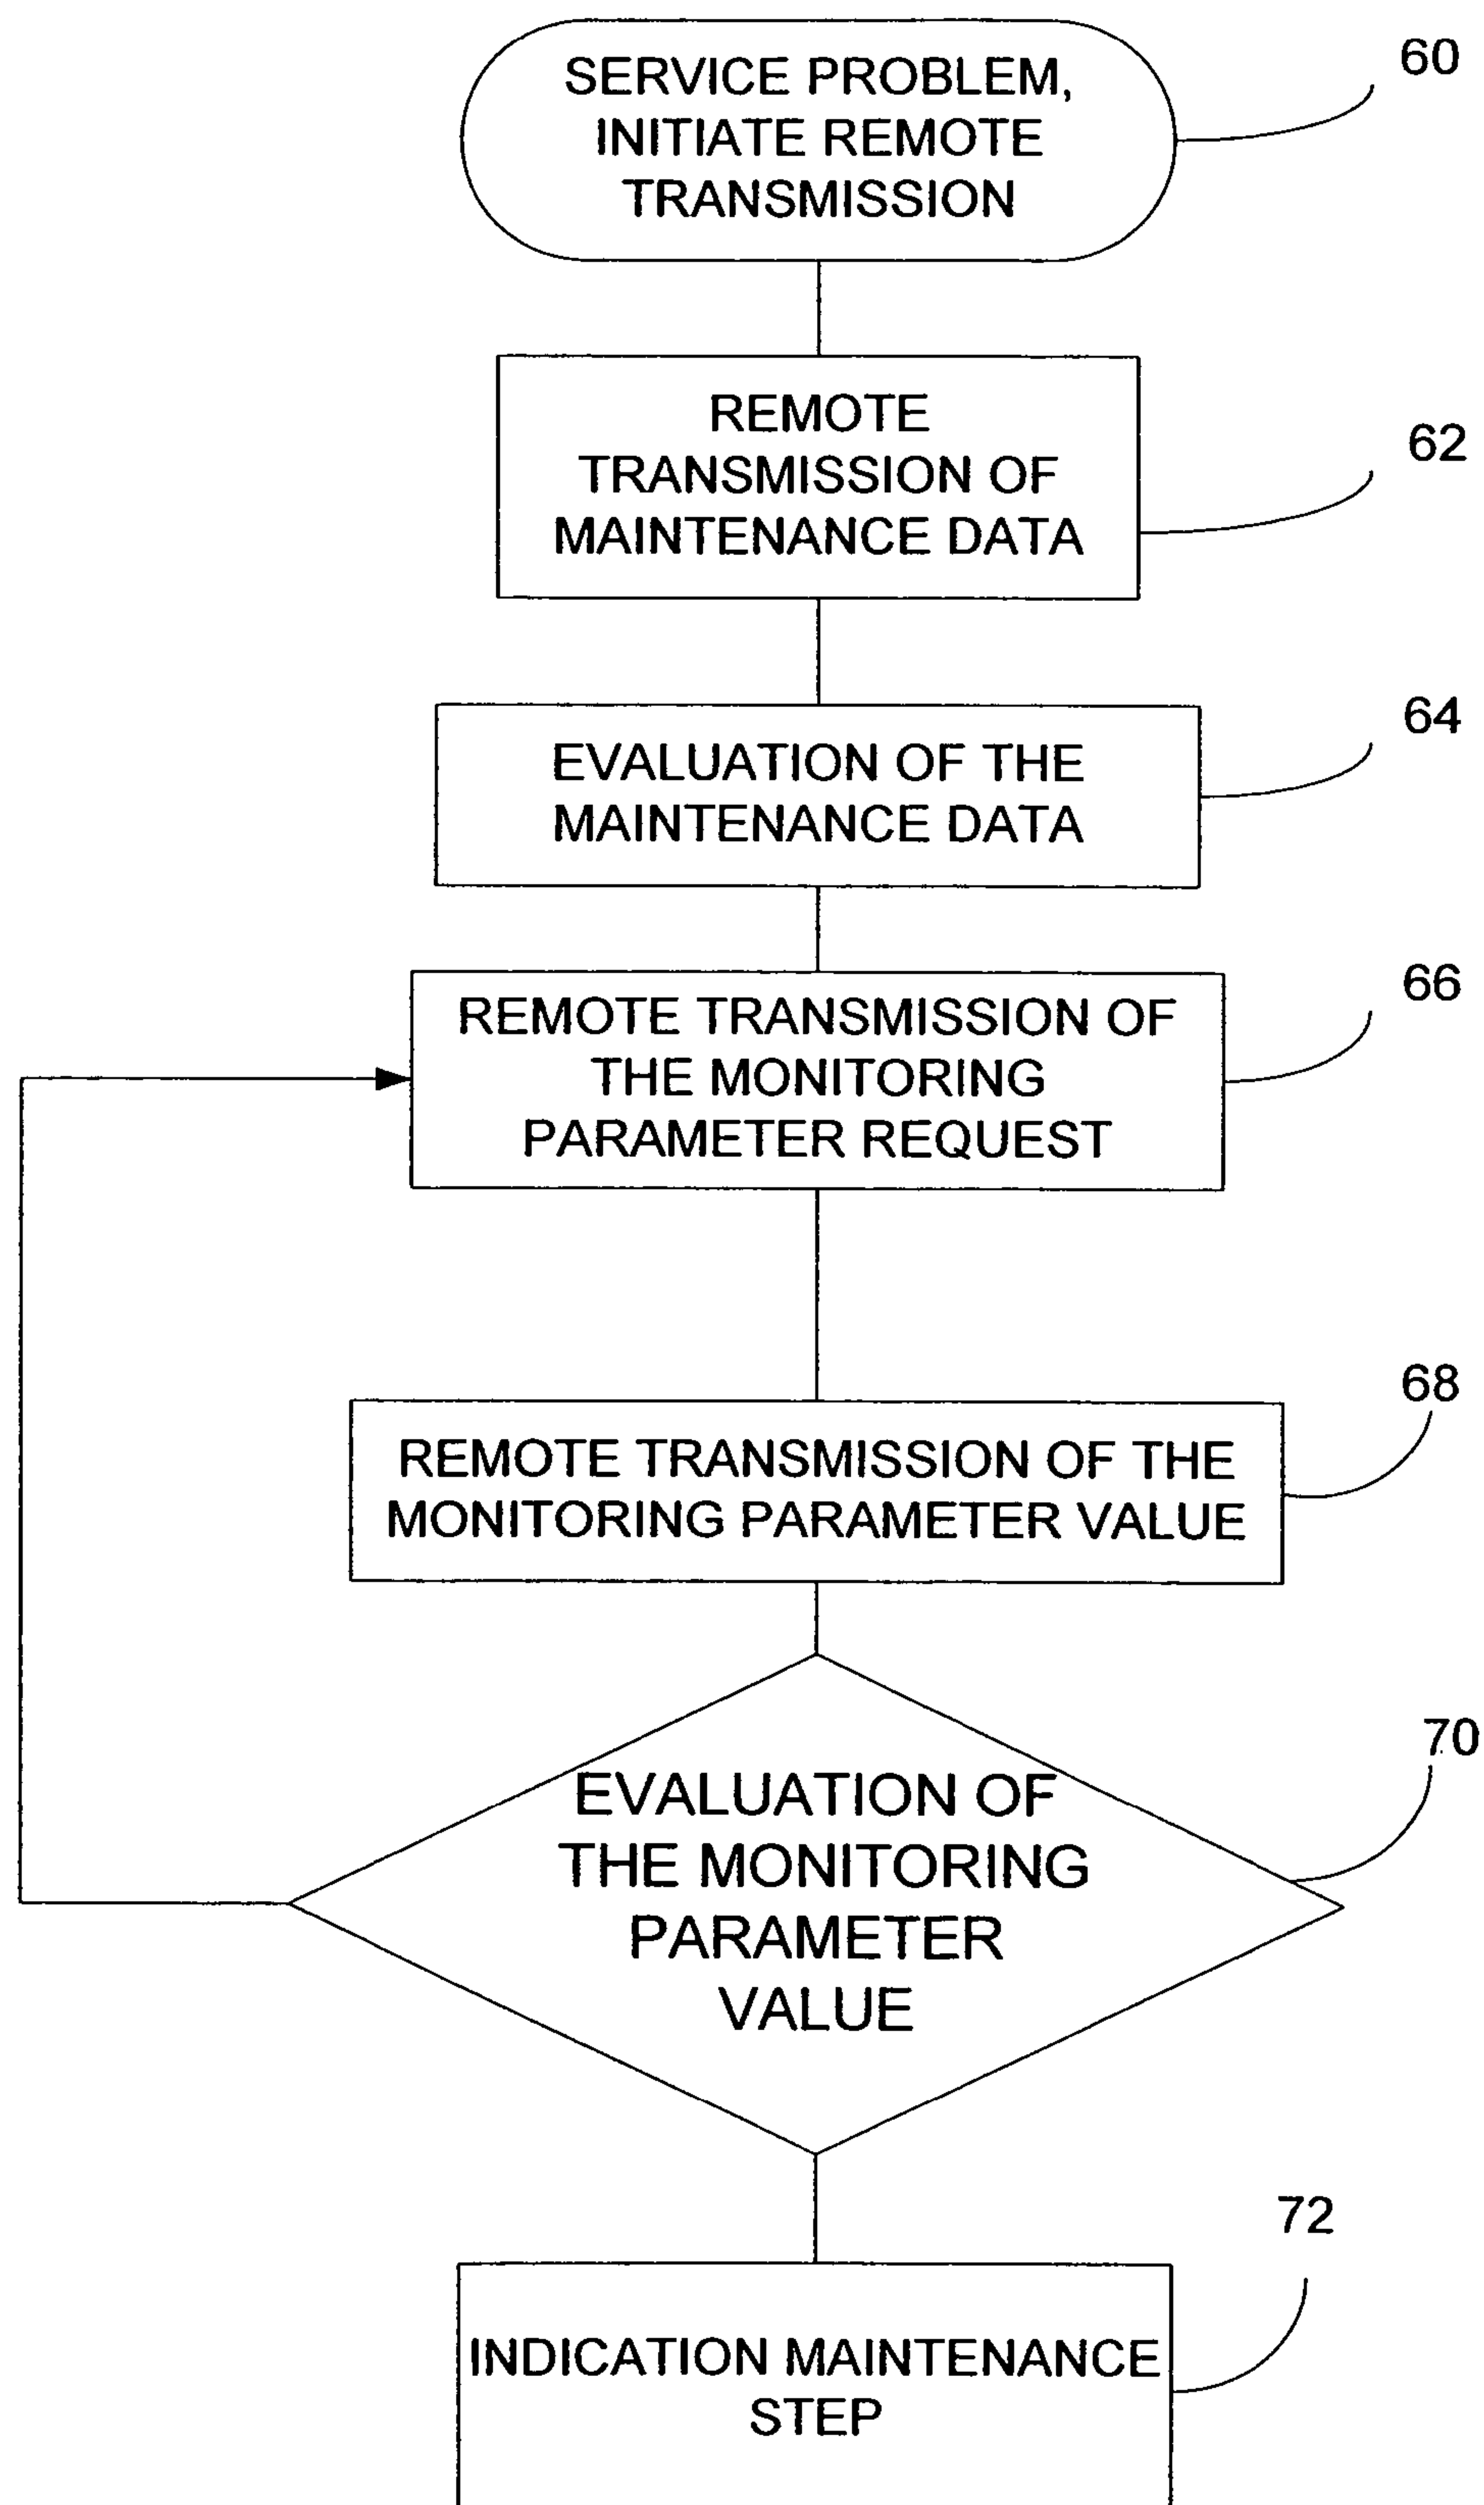 SERVICE PROBLEM,
INITIATE REMOTE
TRANSMISSION
60
REMOTE
TRANSMISSION OF
MAINTENANCE DATA
62
EVALUATION OF THE
MAINTENANCE DATA
64
REMOTE TRANSMISSION OF
THE MONITORING
PARAMETER REQUEST
66
REMOTE TRANSMISSION OF THE
MONITORING PARAMETER VALUE
68
EVALUATION OF
THE MONITORING
PARAMETER
VALUE
70
INDICATION MAINTENANCE
STEP
72